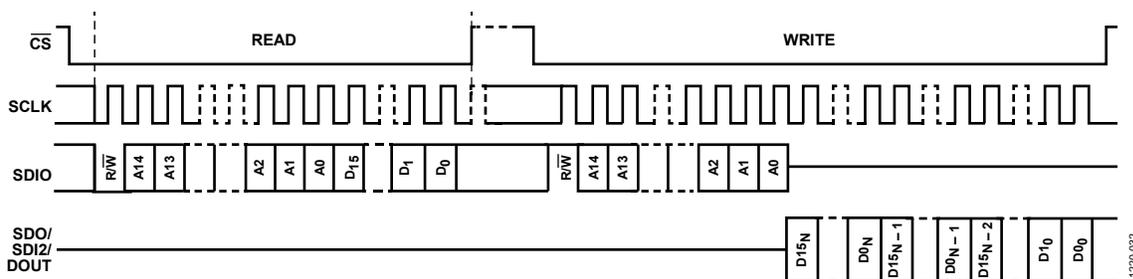 CS READ WRITE
SCLK
SDIO R/W A14 A13 A2 A1 A0 D15 D1 D0 R/W A14 A13 A2 A1 A0
SDO/
SDI2/
DOUT
D15N D0N D15N – 1 D0N – 1 D15N – 2 D10 D00